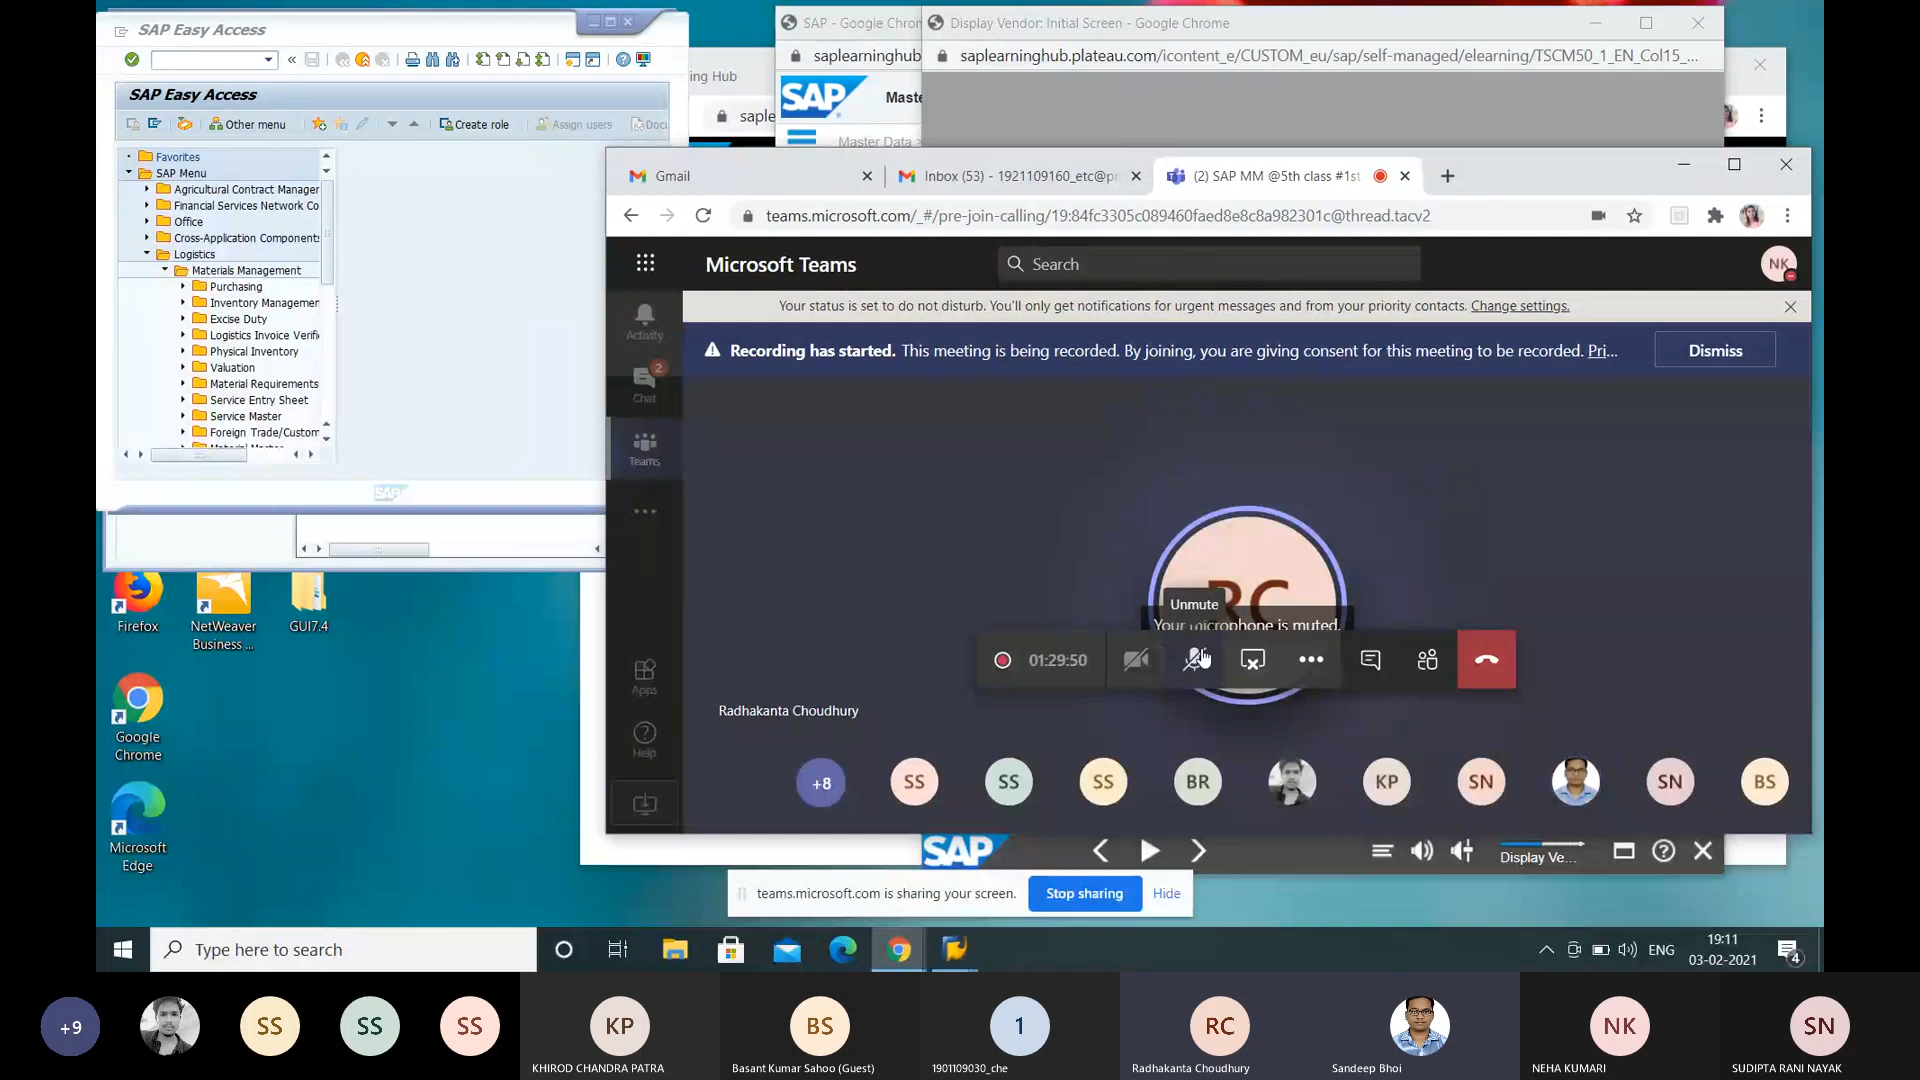 SAP Easy Access
SAP Easy Access
Other menu
Create role
Assign users
Docu
Favorites
SAP Menu
Agricultural Contract Manager
Financial Services Network Co
Office
Cross-Application Components
Logistics
Materials Management
Purchasing
Inventory Managemen
Excise Duty
Logistics Invoice Verifi
Physical Inventory
Valuation
Material Requirements
Service Entry Sheet
Service Master
Foreign Trade/Custom
Material Master
SAP
Firefox
NetWeaver
Business ...
GUI7.4
Google
Chrome
Microsoft
Edge
ing Hub
saple
SAP - Google Chrom
saplearninghub
SAP
Maste
Master Data >
Display Vendor: Initial Screen - Google Chrome
saplearninghub.plateau.com/icontent_e/CUSTOM_eu/sap/self-managed/elearning/TSCM50_1_EN_Col15_...
Gmail
Inbox (53) - 1921109160_etc@pr
(2) SAP MM @5th class #1st
teams.microsoft.com/_#/pre-join-calling/19:84fc3305c089460faed8e8c8a982301c@thread.tacv2
Microsoft Teams
Search
NK
Your status is set to do not disturb. You'll only get notifications for urgent messages and from your priority contacts. Change settings.
Recording has started. This meeting is being recorded. By joining, you are giving consent for this meeting to be recorded. Pri...
Dismiss
Activity
2
Chat
Teams
Apps
Help
RC
Unmute
Your microphone is muted.
01:29:50
Radhakanta Choudhury
+8
SS
SS
SS
BR
KP
SN
SN
BS
SAP
Display Ve...
teams.microsoft.com is sharing your screen.
Stop sharing
Hide
Type here to search
ENG
19:11
03-02-2021
4
+9
SS
SS
SS
KP
KHIROD CHANDRA PATRA
BS
Basant Kumar Sahoo (Guest)
1
1901109030_che
RC
Radhakanta Choudhury
Sandeep Bhoi
NK
NEHA KUMARI
SN
SUDIPTA RANI NAYAK